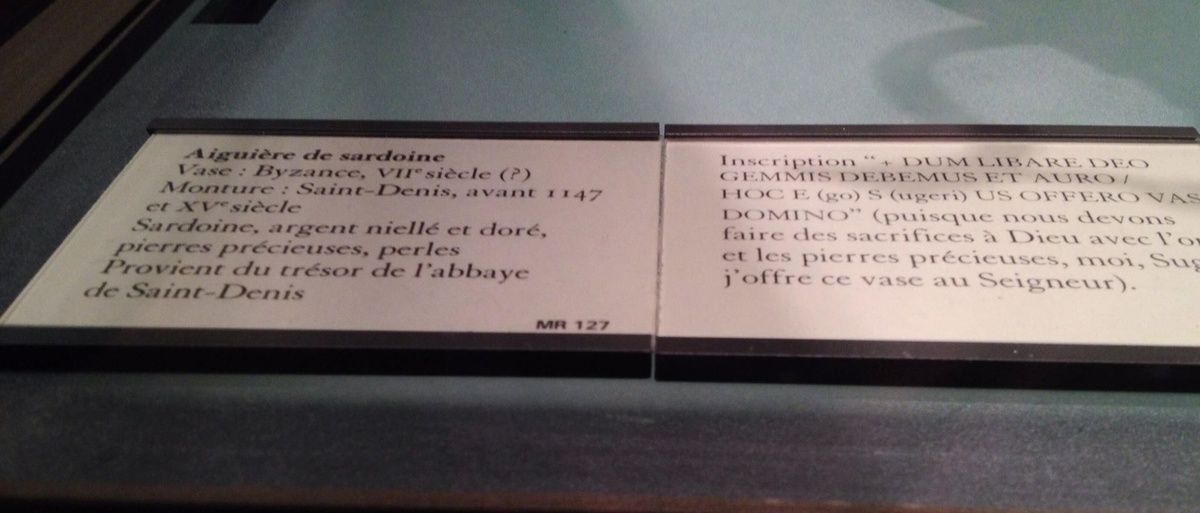 Aiguière de sardoine
Vase : Byzance, VIIe siècle (?)
Monture : Saint-Denis, avant 1147
et XVe siècle
Sardoine, argent niellé et doré,
pierres précieuses, perles
Provient du trésor de l'abbaye
de Saint-Denis
MR 127
Inscription "+ DUM LIBARE DEO
GEMMIS DEBEMUS ET AURO /
HOC E (go) S (ugeri) US OFFERO VAS
DOMINO" (puisque nous devons
faire des sacrifices à Dieu avec
et les pierres précieuses, moi,
j'offre ce vase au Seigneur).